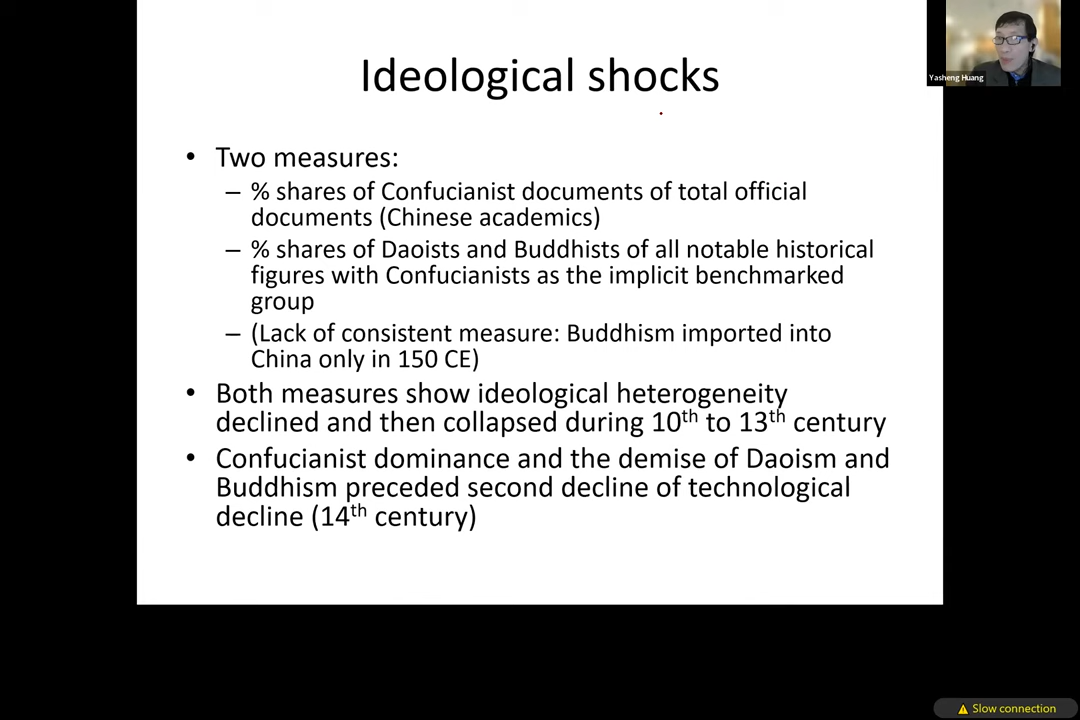 Yasheng Huang
Ideological shocks
• Two measures:
– % shares of Confucianist documents of total official
documents (Chinese academics)
– % shares of Daoists and Buddhists of all notable historical
figures with Confucianists as the implicit benchmarked
group
– (Lack of consistent measure: Buddhism imported into
China only in 150 CE)
• Both measures show ideological heterogeneity
declined and then collapsed during 10th to 13th century
• Confucianist dominance and the demise of Daoism and
Buddhism preceded second decline of technological
decline (14th century)
Slow connection